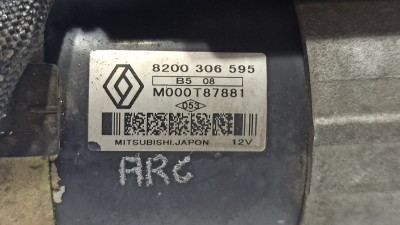 8200 306 595
B5 08
M000T87881
053
MITSUBISHI.JAPON 12V
ARC